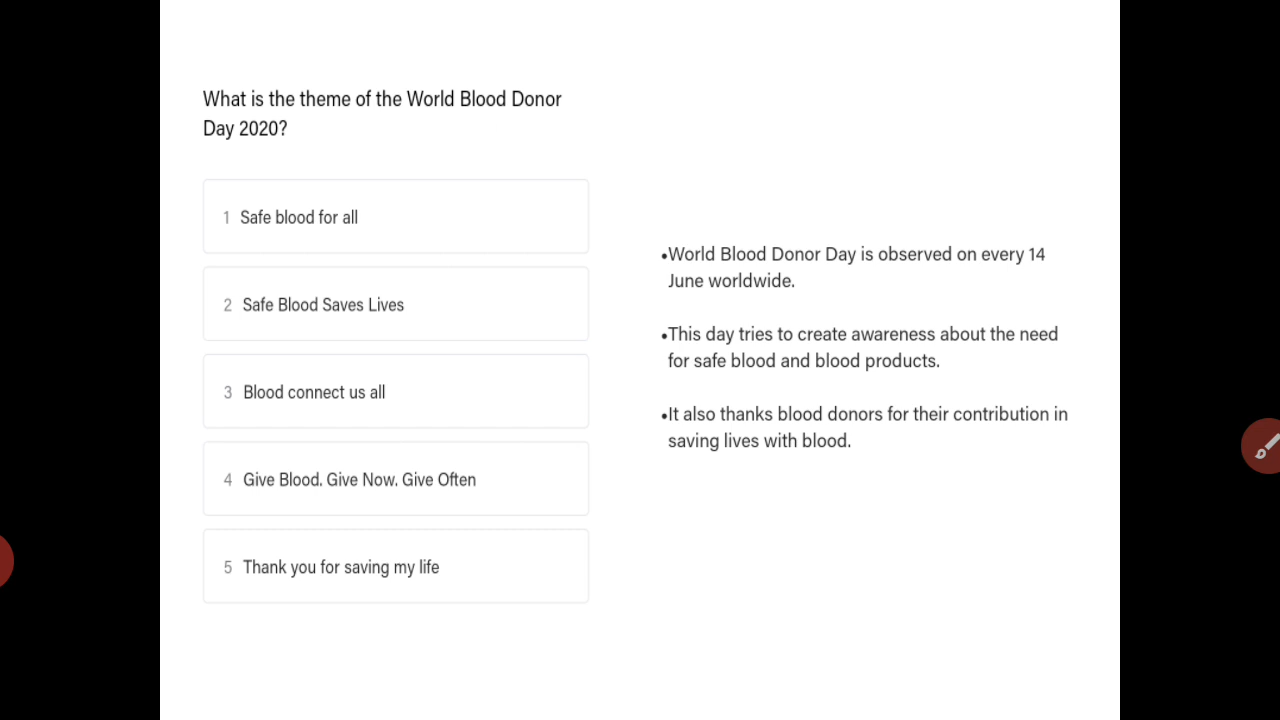 What is the theme of the World Blood Donor
Day 2020?
1 Safe blood for all
2 Safe Blood Saves Lives
3 Blood connect us all
4 Give Blood. Give Now. Give Often
5 Thank you for saving my life
•World Blood Donor Day is observed on every 14
June worldwide.
•This day tries to create awareness about the need
for safe blood and blood products.
•It also thanks blood donors for their contribution in
saving lives with blood.